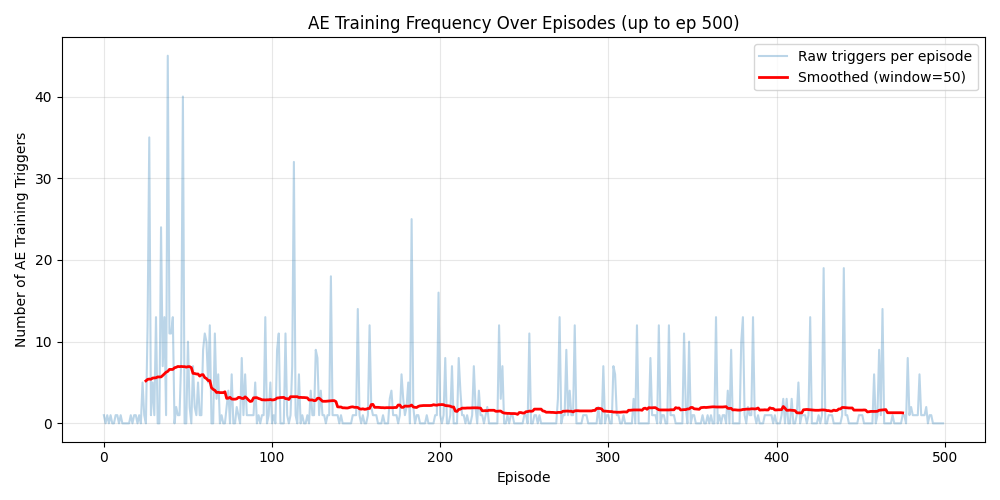 AE Training Frequency Over Episodes (up to ep 500)
Raw triggers per episode
Smoothed (window=50)
Number of AE Training Triggers
40
30
20
10
0
0 100 200 300 400 500
Episode